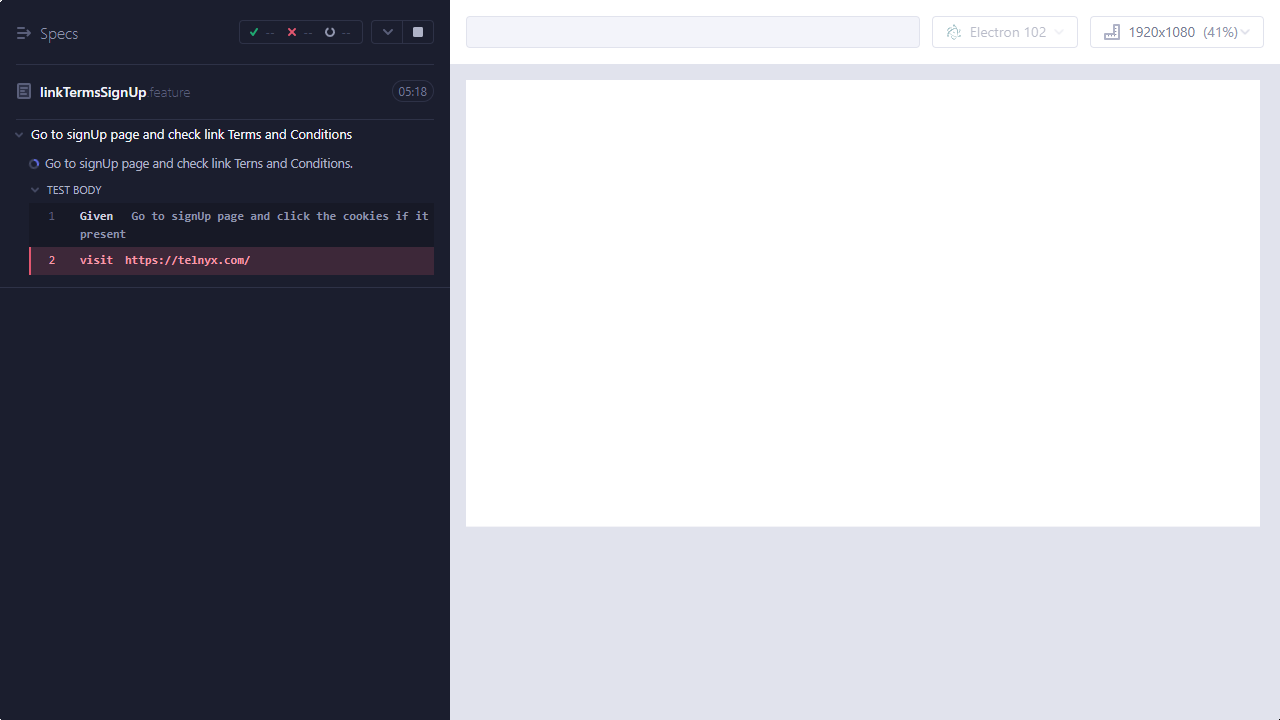 Specs
--
--
--
linkTermsSignUp.feature
05:18
Go to signUp page and check link Terms and Conditions
Go to signUp page and check link Terns and Conditions.
TEST BODY
1 Given Go to signUp page and click the cookies if it
present
2 visit https://telnyx.com/
Electron 102
1920x1080 (41%)